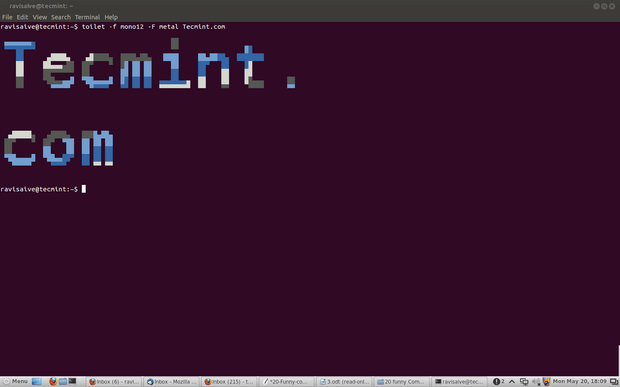 ravisaive@tecmint: ~
File Edit View Search Terminal Help
ravisaive@tecmint:~$ toilet -f mono12 -F metal Tecmint.com
Tecmint.
com
ravisaive@tecmint:~$
Menu
Inbox (6) - ravi...
Inbox - Mozilla ...
Inbox (215) - t...
*20-Funny-co...
3.odt (read-onl...
20 funny Com...
ravisaive@tec...
2
Mon May 20, 18:09